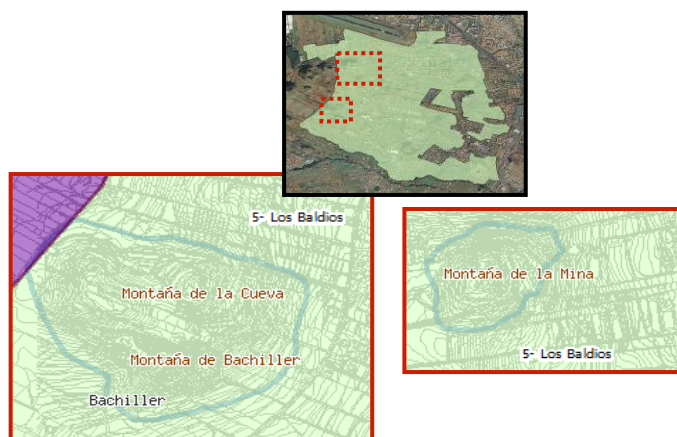 5- Los Baldios
Montaña de la Cueva
Montaña de Bachiller
Bachiller
Montaña de la Mina
5- Los Baldios